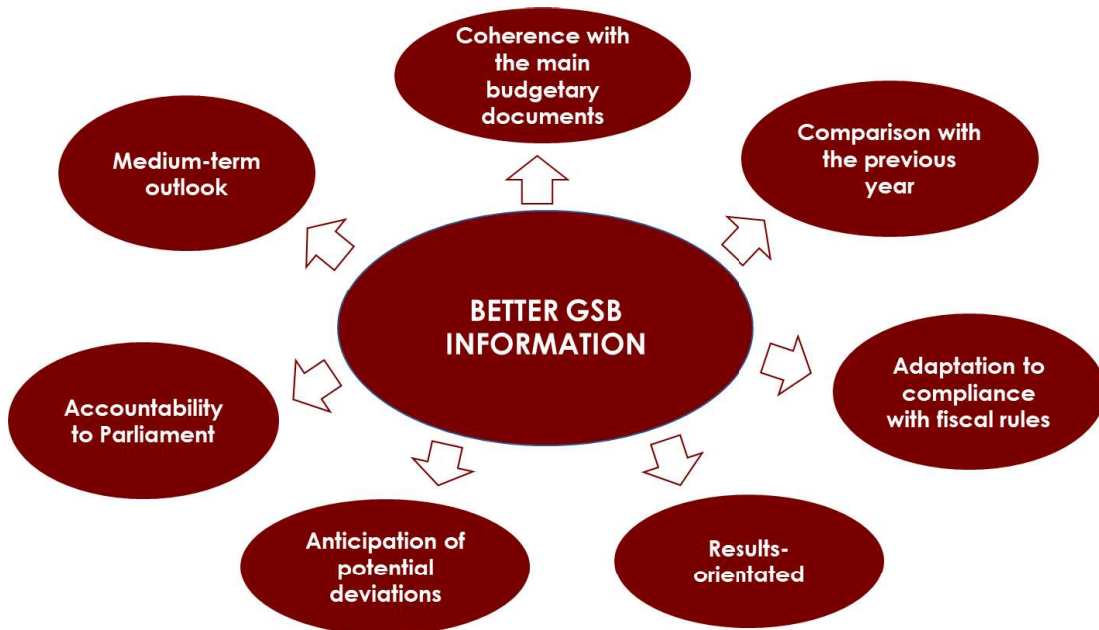 Coherence with
the main
budgetary
documents
Comparison with
the previous
year
Medium-term
outlook
BETTER GSB
INFORMATION
Adaptation to
compliance
with fiscal rules
Accountability
to Parliament
Anticipation of
potential
deviations
Results-
orientated